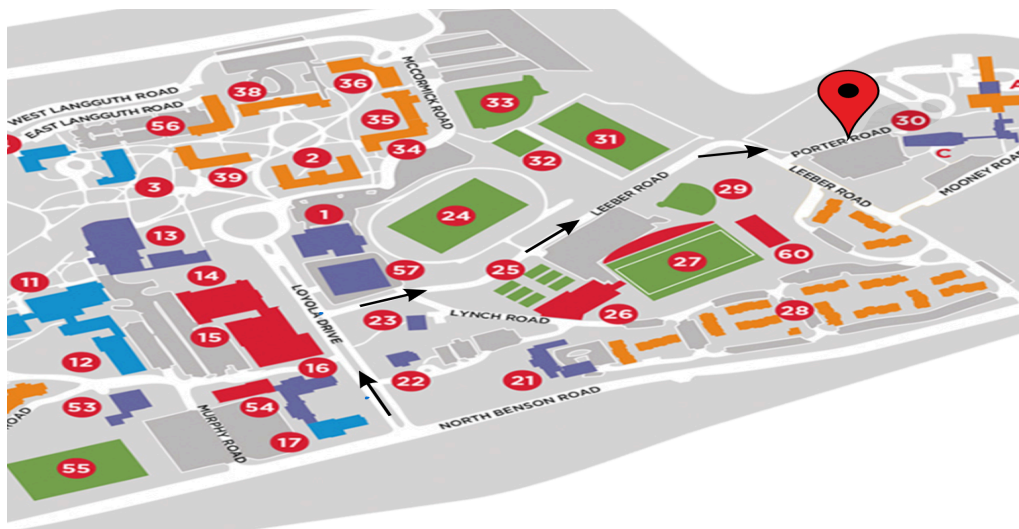 WEST LANGGUTH ROAD
EAST LANGGUTH ROAD
MCCORMICK ROAD
38
36
33
56
35
31
30
A
PORTER ROAD
C
34
32
2
39
3
LEEBER ROAD
LEEBER ROAD
MOONEY ROAD
29
1
24
13
57
25
27
60
11
14
LOYOLA DRIVE
23
LYNCH ROAD
26
28
15
12
16
22
21
53
54
NORTH BENSON ROAD
MURPHY ROAD
17
ROAD
55